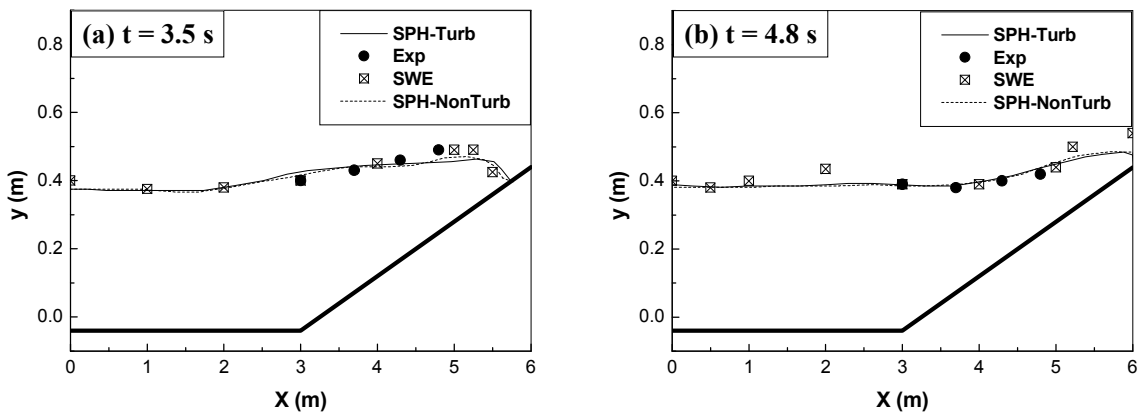 (a) t = 3.5 s
SPH-Turb
Exp
SWE
SPH-NonTurb
0.8
0.6
0.4
0.2
0.0
y (m)
0 1 2 3 4 5 6
X (m)
(b) t = 4.8 s
SPH-Turb
Exp
SWE
SPH-NonTurb
0.8
0.6
0.4
0.2
0.0
y (m)
0 1 2 3 4 5 6
X (m)